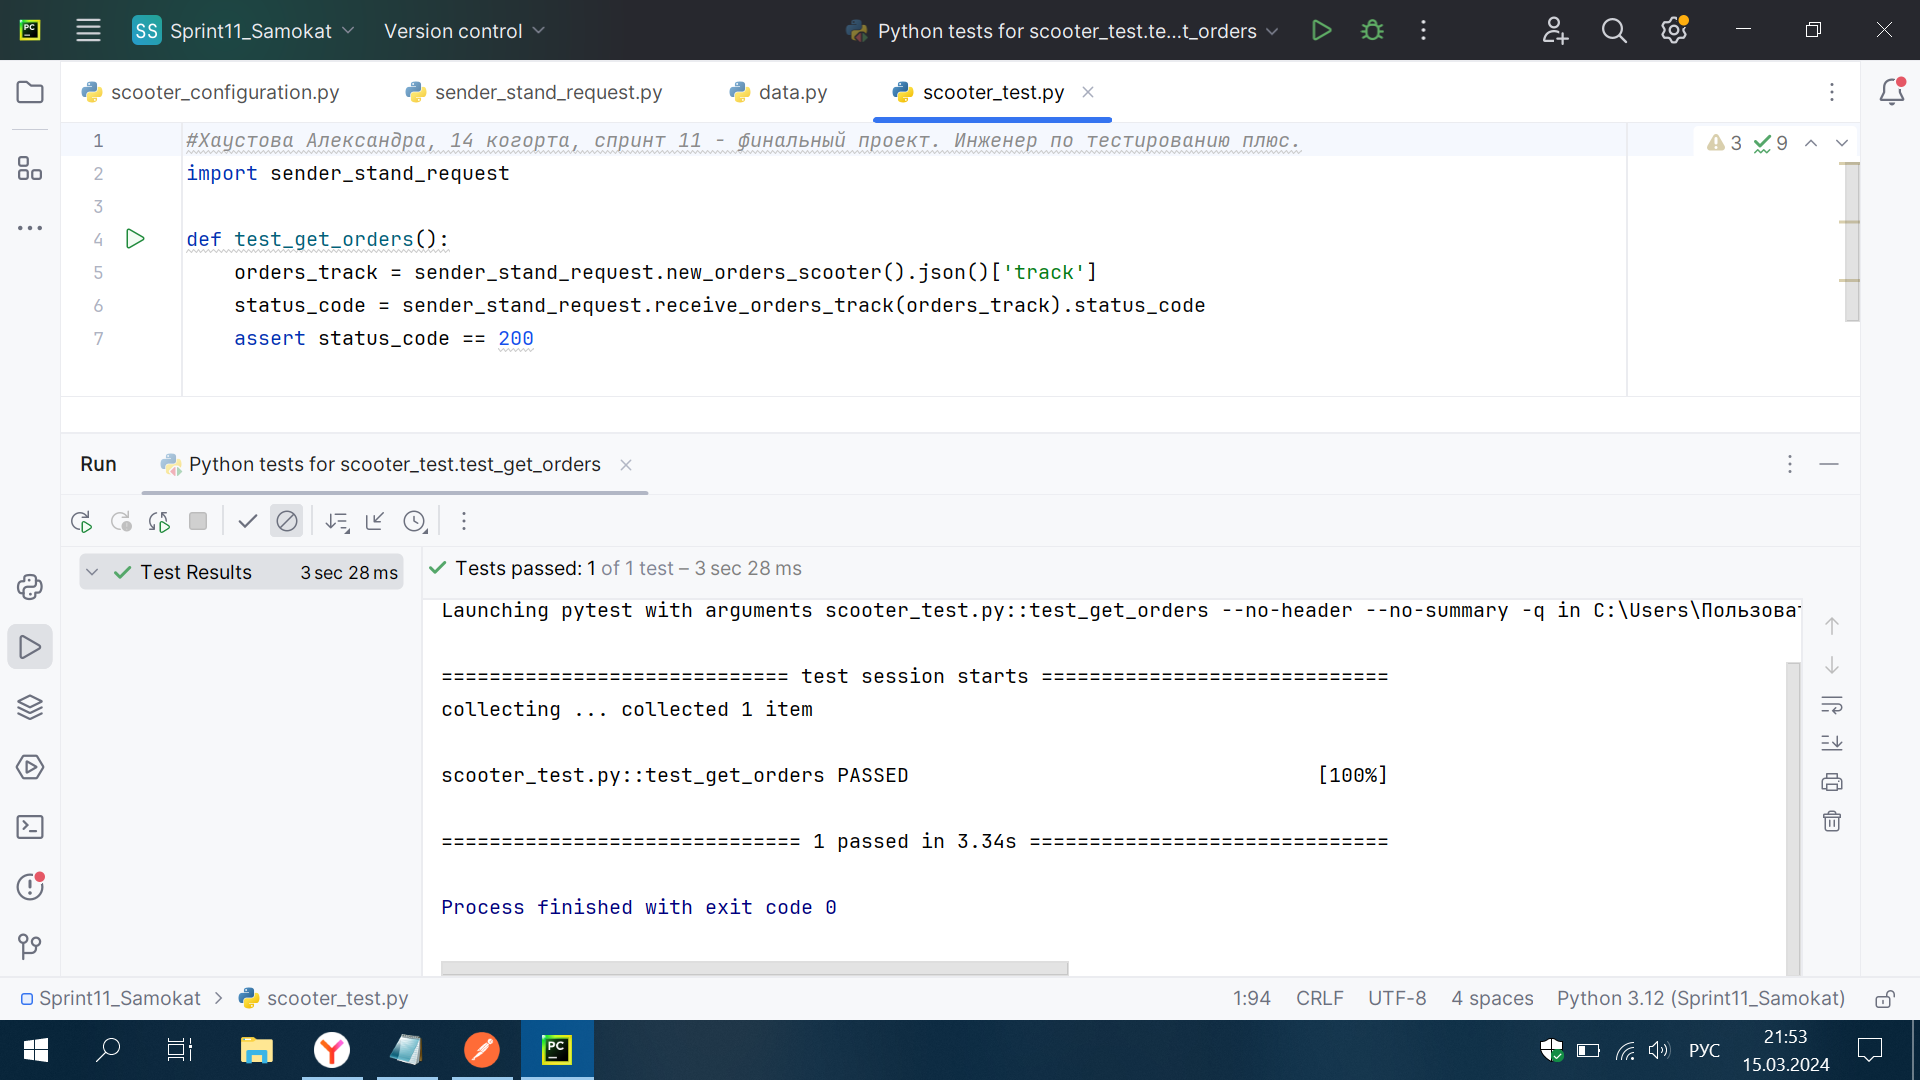 SS Sprint11_Samokat Version control Python tests for scooter_test.te...t_orders
scooter_configuration.py sender_stand_request.py data.py scooter_test.py
1 #Хаустова Александра, 14 когорта, спринт 11 - финальный проект. Инженер по тестированию плюс. 3 9
2 import sender_stand_request
3
4 def test_get_orders():
5 orders_track = sender_stand_request.new_orders_scooter().json()['track']
6 status_code = sender_stand_request.receive_orders_track(orders_track).status_code
7 assert status_code == 200
Run Python tests for scooter_test.test_get_orders
Test Results 3 sec 28 ms
Tests passed: 1 of 1 test – 3 sec 28 ms
Launching pytest with arguments scooter_test.py::test_get_orders --no-header --no-summary -q in C:\Users\Пользоват
============================= test session starts =============================
collecting ... collected 1 item
scooter_test.py::test_get_orders PASSED [100%]
============================== 1 passed in 3.34s ==============================
Process finished with exit code 0
Sprint11_Samokat > scooter_test.py 1:94 CRLF UTF-8 4 spaces Python 3.12 (Sprint11_Samokat)
PC РУС 21:53
15.03.2024